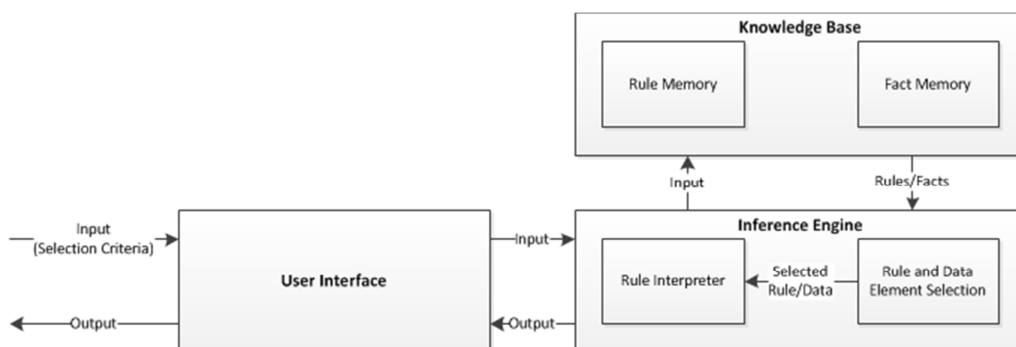 Knowledge Base
Rule Memory
Fact Memory
Input
Rules/Facts
Input
(Selection Criteria)
User Interface
Input
Inference Engine
Rule Interpreter
Selected
Rule/Data
Rule and Data
Element Selection
Output
Output